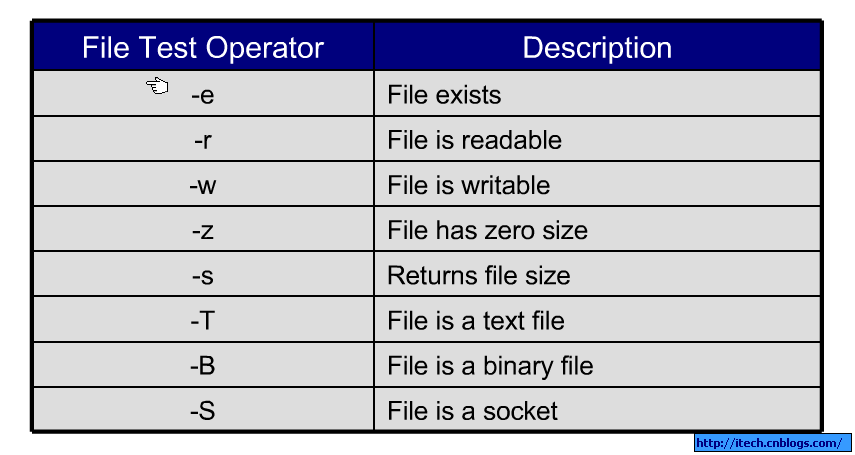 File Test Operator Description
-e File exists
-r File is readable
-w File is writable
-z File has zero size
-s Returns file size
-T File is a text file
-B File is a binary file
-S File is a socket
http://itech.cnblogs.com/